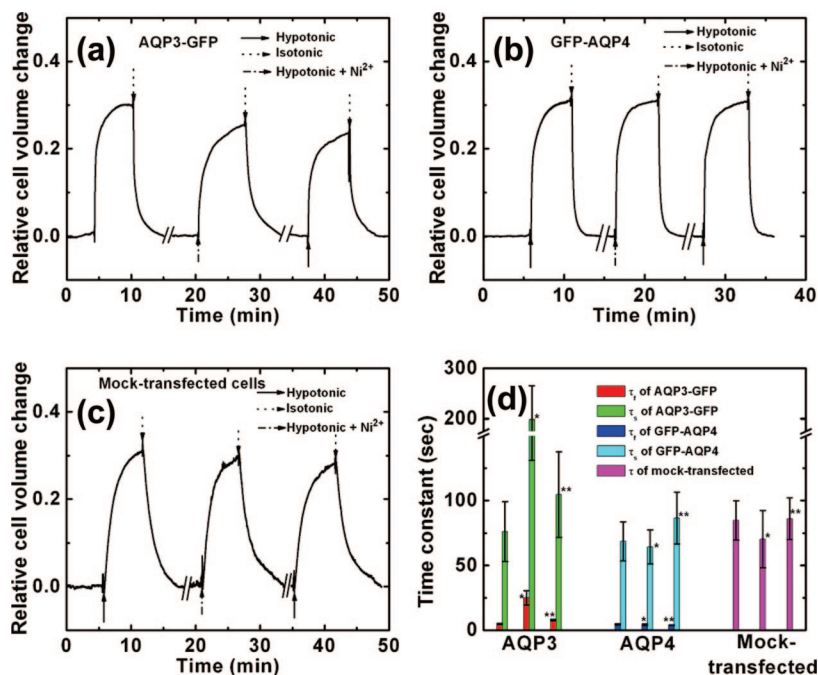 (a)
AQP3-GFP
Hypotonic
Isotonic
Hypotonic + Ni²⁺
0.4
0.2
0.0
Relative cell volume change
0 10 20 30 40 50
Time (min)
(b)
GFP-AQP4
Hypotonic
Isotonic
Hypotonic + Ni²⁺
0.4
0.2
0.0
Relative cell volume change
0 10 20 30 40
Time (min)
(c)
Mock-transfected cells
Hypotonic
Isotonic
Hypotonic + Ni²⁺
0.4
0.2
0.0
Relative cell volume change
0 10 20 30 40 50
Time (min)
(d)
τf of AQP3-GFP
τs of AQP3-GFP
τf of GFP-AQP4
τs of GFP-AQP4
τ of mock-transfected
300
200
100
75
50
25
0
Time constant (sec)
* * ** ** * * ** ** * **
AQP3 AQP4 Mock-
transfected